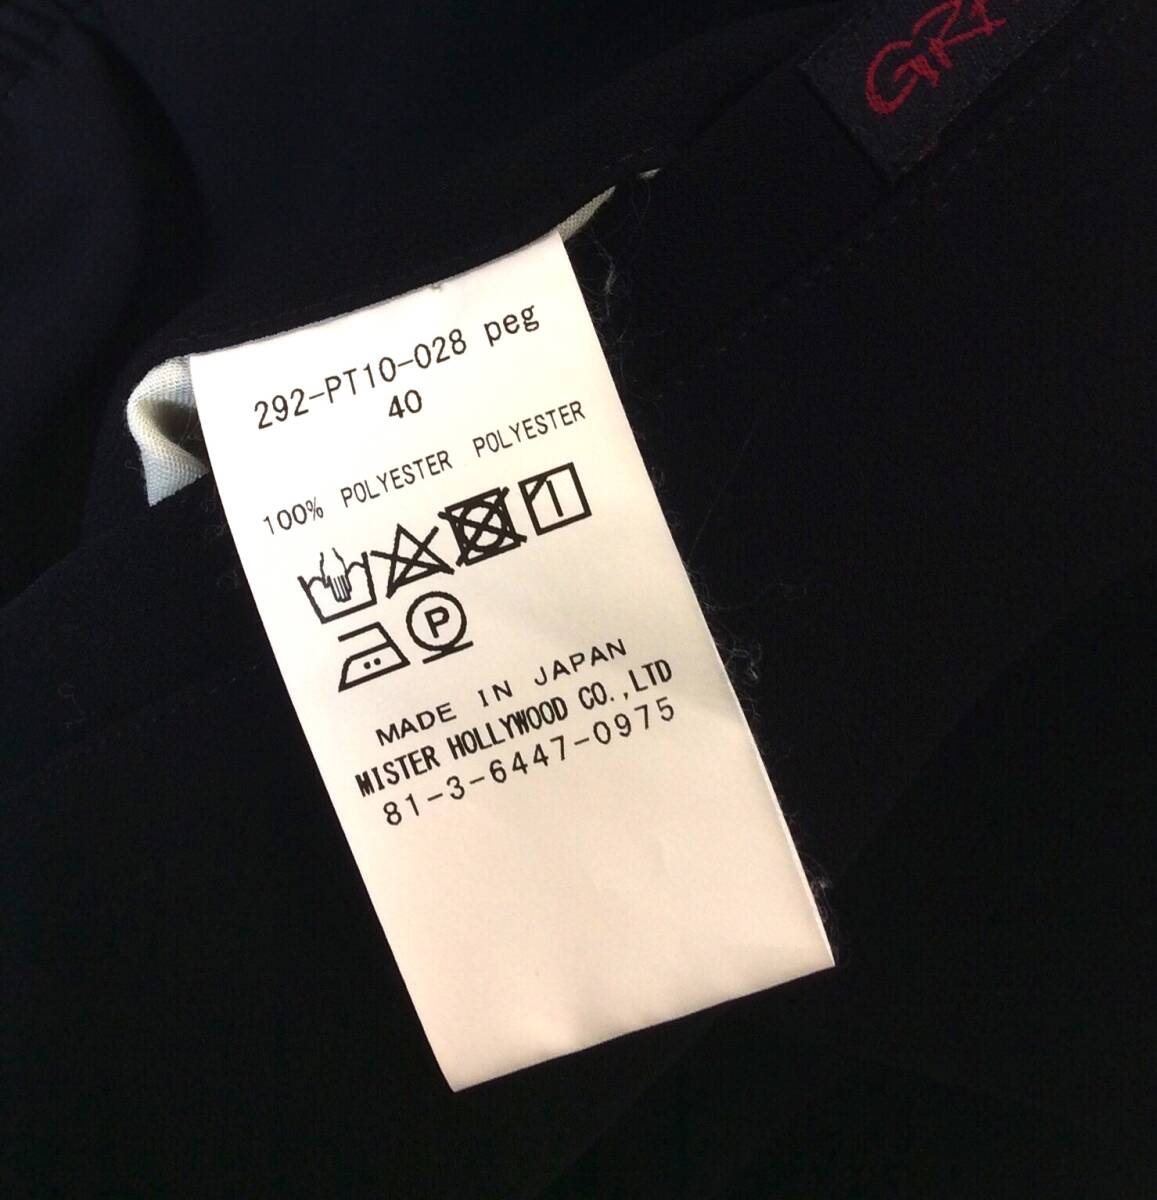 292-PT10-028 peg
40
100% POLYESTER POLYESTER
P
MADE IN JAPAN
MISTER HOLLYWOOD CO.,LTD
81-3-6447-0975